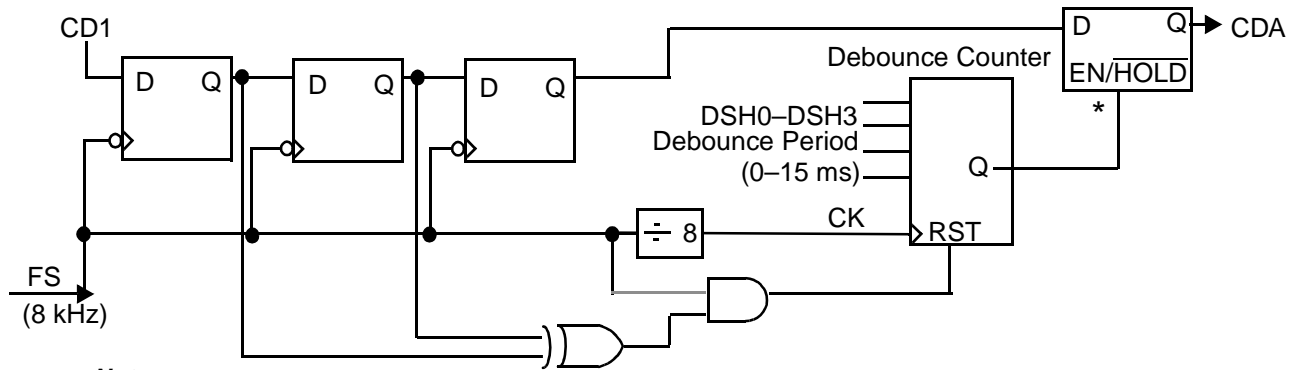 CD1
D Q
D Q
D Q
D Q
CDA
EN/HOLD
*
Debounce Counter
DSH0–DSH3
Debounce Period
(0–15 ms)
Q
CK
RST
÷ 8
FS
(8 kHz)